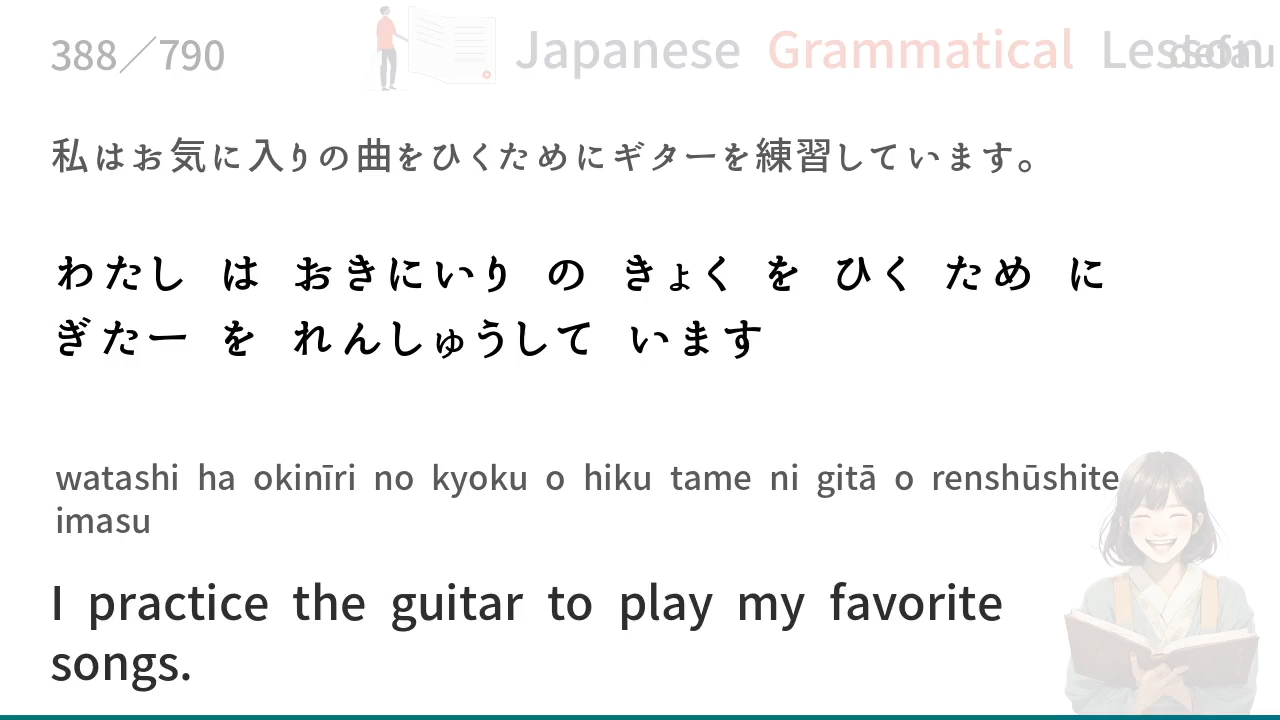 388／790
Japanese Grammatical Lesson
私はお気に入りの曲をひくためにギターを練習しています。
わたし は おきにいり の きょく を ひく ため に
ぎたー を れんしゅうして います
watashi ha okinīri no kyoku o hiku tame ni gitā o renshūshite
imasu
I practice the guitar to play my favorite
songs.